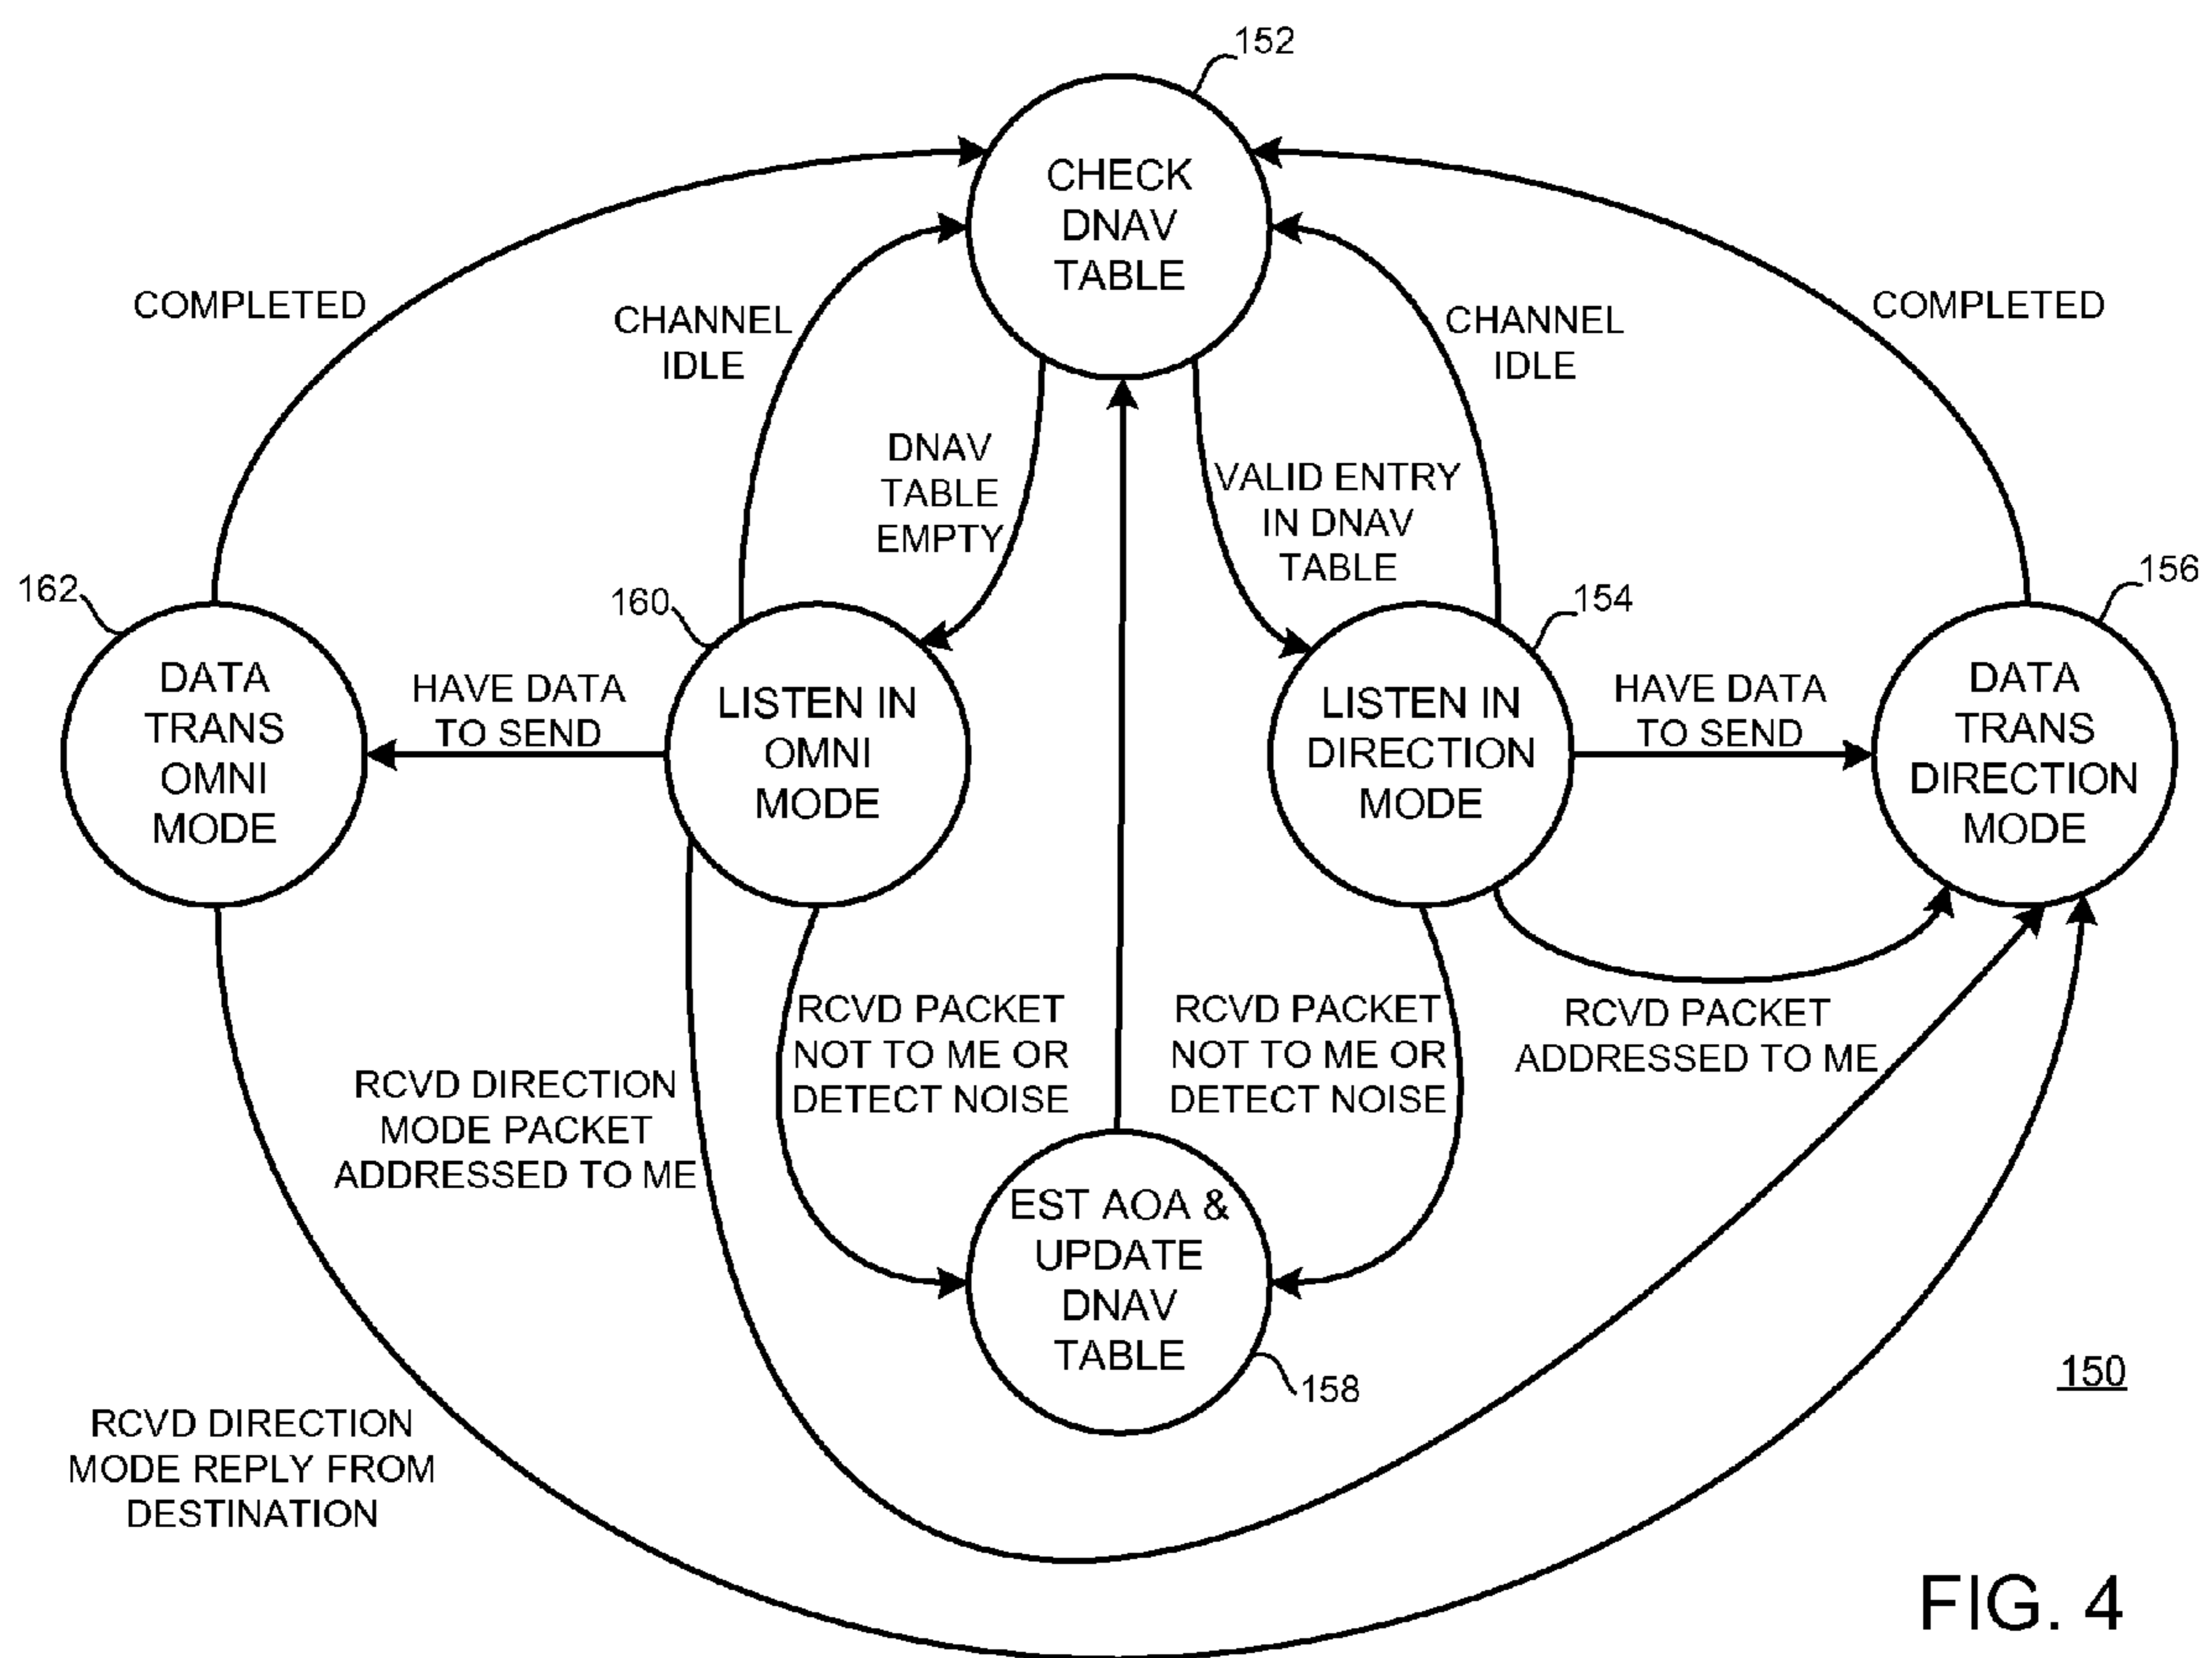 152
CHECK
DNAV
TABLE
COMPLETED
CHANNEL
IDLE
CHANNEL
IDLE
COMPLETED
DNAV
TABLE
EMPTY
VALID ENTRY
IN DNAV
TABLE
162
160
154
156
DATA
TRANS
OMNI
MODE
HAVE DATA
TO SEND
LISTEN IN
OMNI
MODE
LISTEN IN
DIRECTION
MODE
HAVE DATA
TO SEND
DATA
TRANS
DIRECTION
MODE
RCVD PACKET
NOT TO ME OR
DETECT NOISE
RCVD PACKET
NOT TO ME OR
DETECT NOISE
RCVD PACKET
ADDRESSED TO ME
RCVD DIRECTION
MODE PACKET
ADDRESSED TO ME
EST AOA &
UPDATE
DNAV
TABLE
158
150
RCVD DIRECTION
MODE REPLY FROM
DESTINATION
FIG. 4